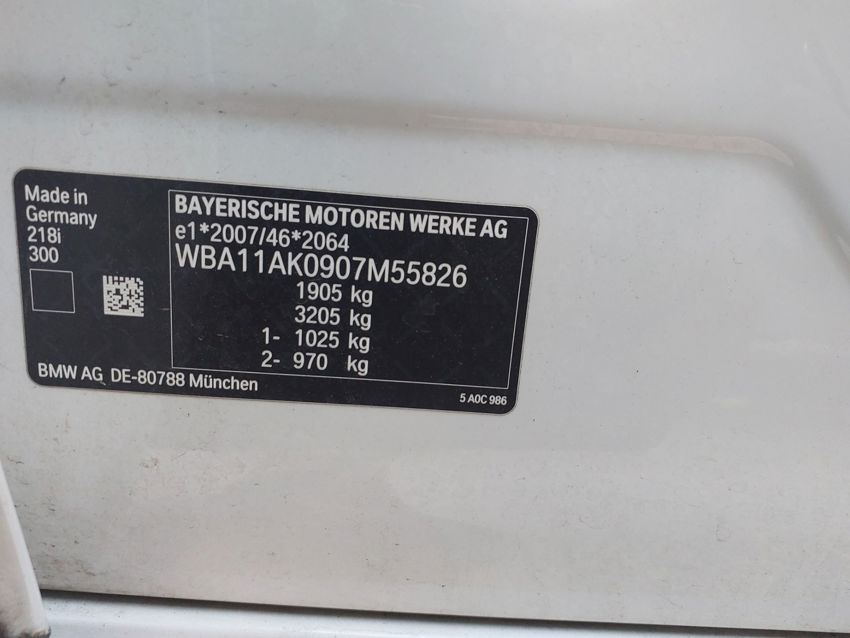 Made in
Germany
218i
300
BAYERISCHE MOTOREN WERKE AG
e1*2007/46*2064
WBA11AK0907M55826
1905 kg
3205 kg
1- 1025 kg
2- 970 kg
BMW AG DE-80788 München
5 A0C 986